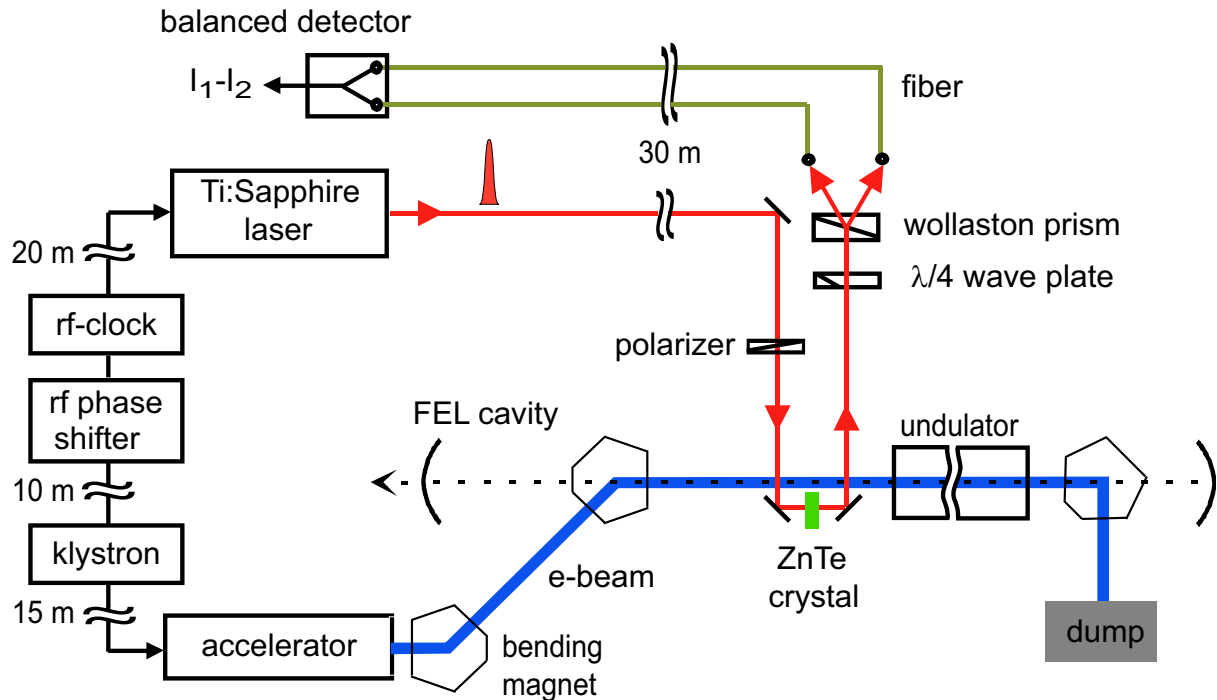 balanced detector
I1-I2
fiber
30 m
Ti:Sapphire
laser
wollaston prism
λ/4 wave plate
20 m
rf-clock
polarizer
rf phase
shifter
FEL cavity
undulator
10 m
klystron
ZnTe
crystal
e-beam
15 m
accelerator
bending
magnet
dump